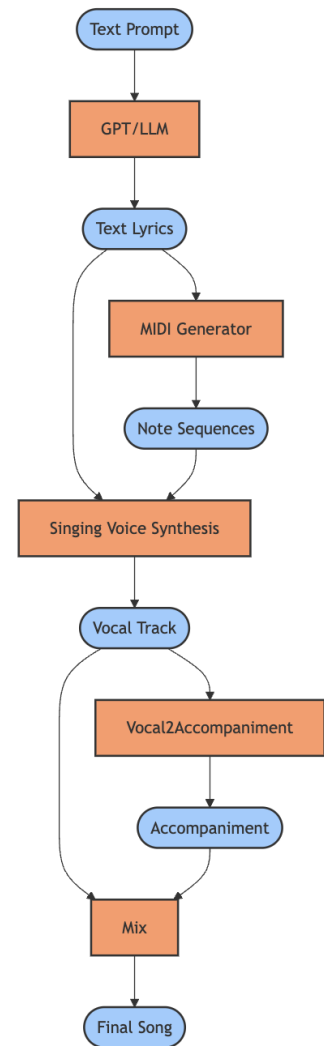 Text Prompt
GPT/LLM
Text Lyrics
MIDI Generator
Note Sequences
Singing Voice Synthesis
Vocal Track
Vocal2Accompaniment
Accompaniment
Mix
Final Song